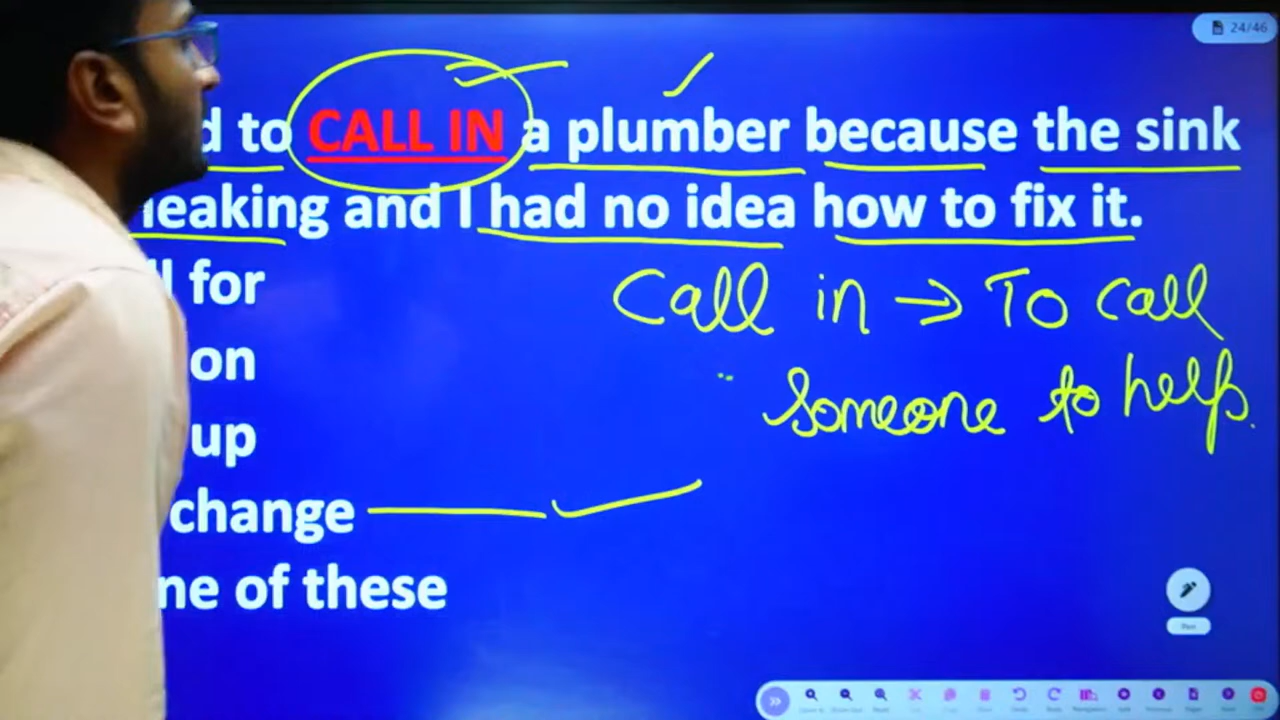 24/46
d to CALL IN a plumber because the sink
leaking and I had no idea how to fix it.
l for
on
up
change
ne of these
Call in → To call
Someone to help.
Pen